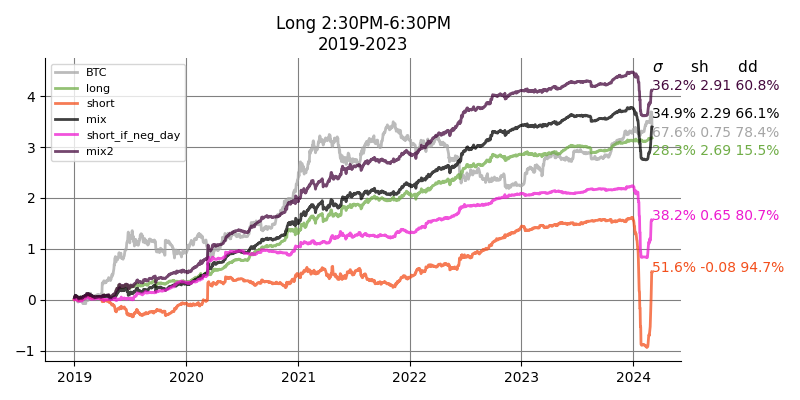 Long 2:30PM-6:30PM
2019-2023
σ sh dd
BTC
long
short
mix
short_if_neg_day
mix2
36.2% 2.91 60.8%
34.9% 2.29 66.1%
67.6% 0.75 78.4%
28.3% 2.69 15.5%
38.2% 0.65 80.7%
51.6% -0.08 94.7%
4
3
2
1
0
−1
2019 2020 2021 2022 2023 2024